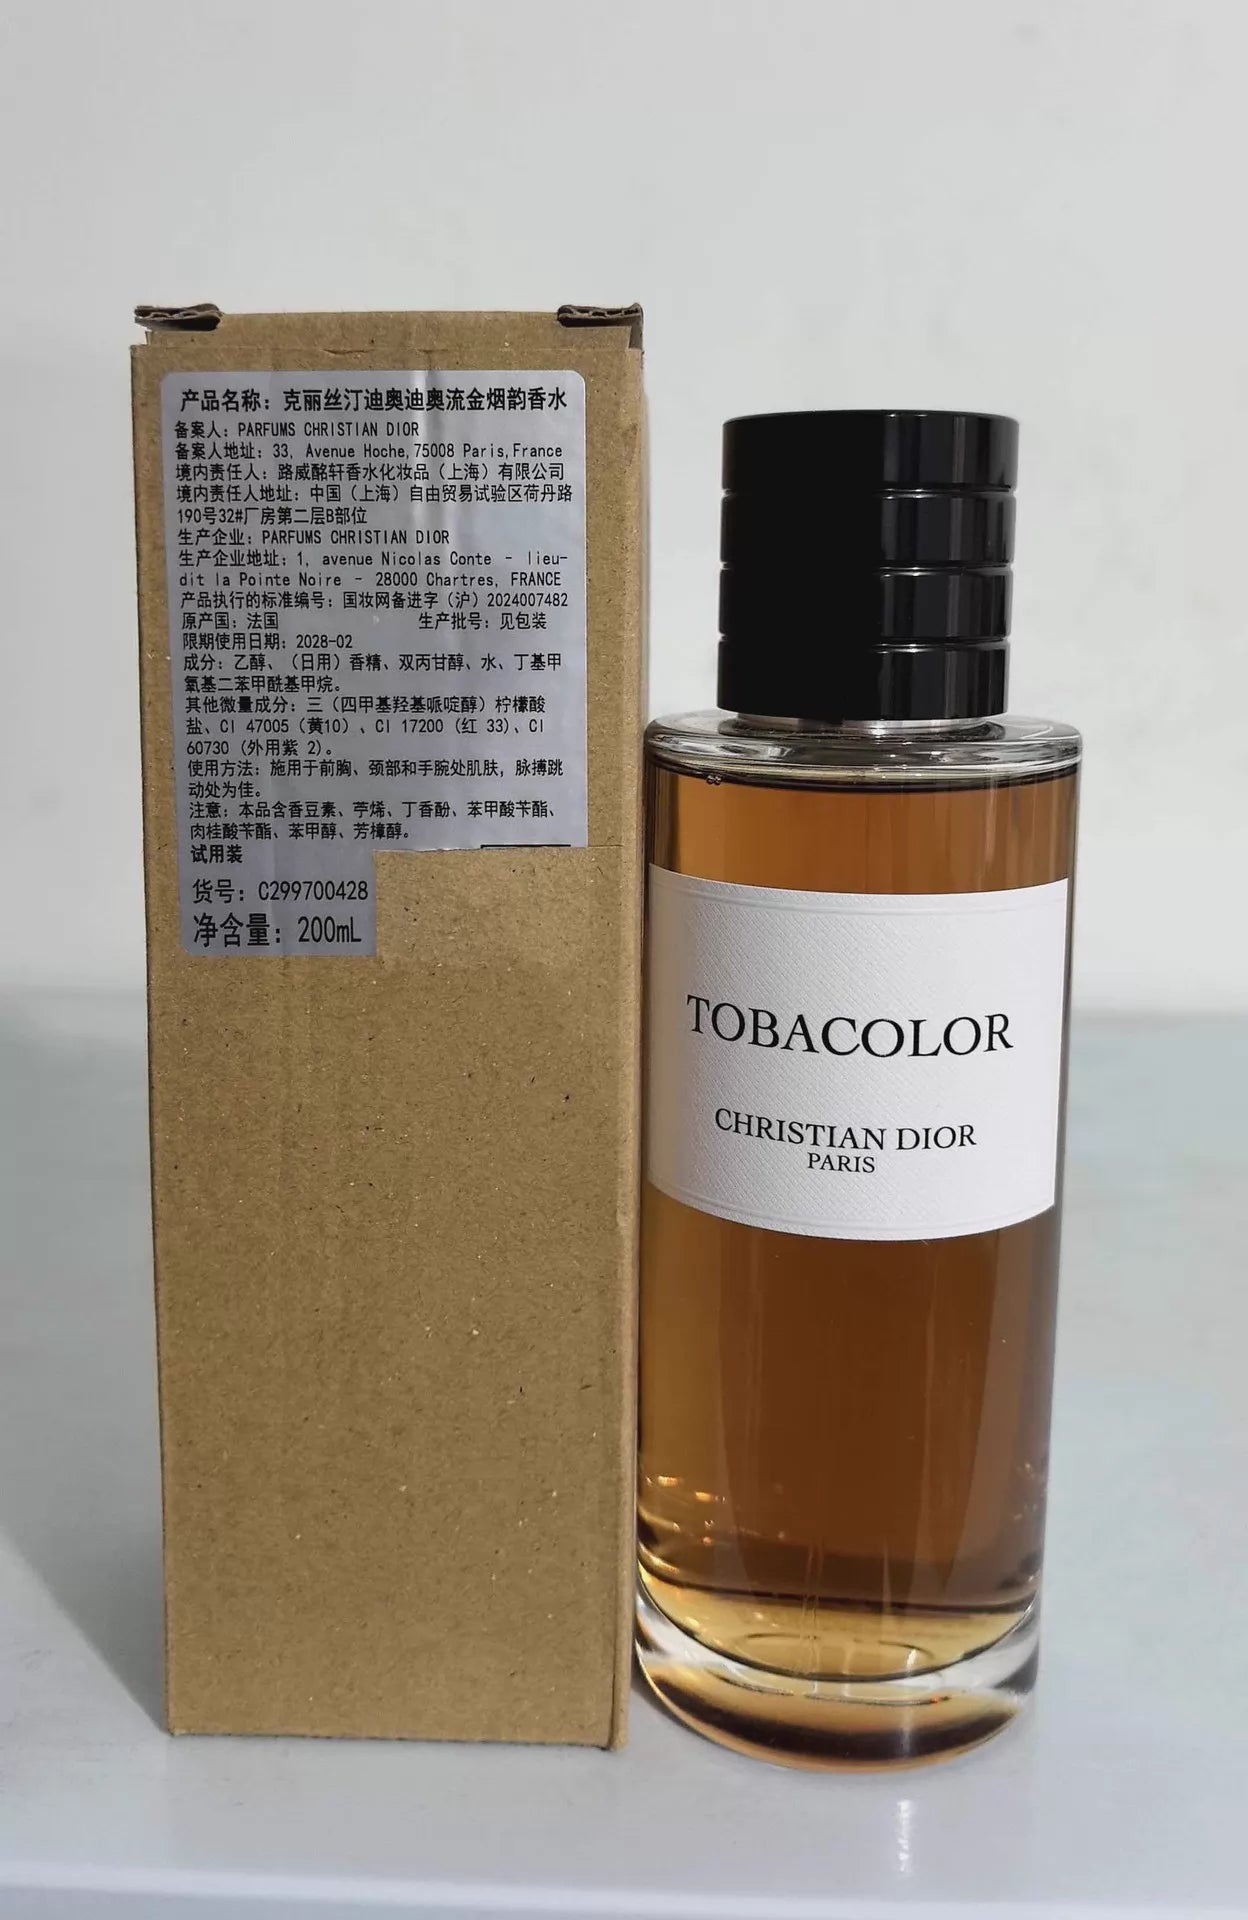 产品名称：克丽丝汀迪奥迪奥流金烟韵香水
备案人：PARFUMS CHRISTIAN DIOR
备案人地址：33, Avenue Hoche,75008 Paris,France
境内责任人：路威酩轩香水化妆品（上海）有限公司
境内责任人地址：中国（上海）自由贸易试验区荷丹路
190号32#厂房第二层B部位
生产企业：PARFUMS CHRISTIAN DIOR
生产企业地址：1, avenue Nicolas Conte - lieu-
dit la Pointe Noire - 28000 Chartres, FRANCE
产品执行的标准编号：国妆网备进字（沪）2024007482
原产国：法国 生产批号：见包装
限期使用日期：2028-02
成分：乙醇、（日用）香精、双丙甘醇、水、丁基甲
氧基二苯甲酰基甲烷。
其他微量成分：三（四甲基羟基哌啶醇）柠檬酸
盐、CI 47005（黄10）、CI 17200（红 33）、CI
60730（外用紫 2）。
使用方法：施用于前胸、颈部和手腕处肌肤，脉搏跳
动处为佳。
注意：本品含香豆素、苧烯、丁香酚、苯甲酸苄酯、
肉桂酸苄酯、苯甲醇、芳樟醇。
试用装
货号：C299700428
净含量：200mL
TOBACOLOR
CHRISTIAN DIOR
PARIS